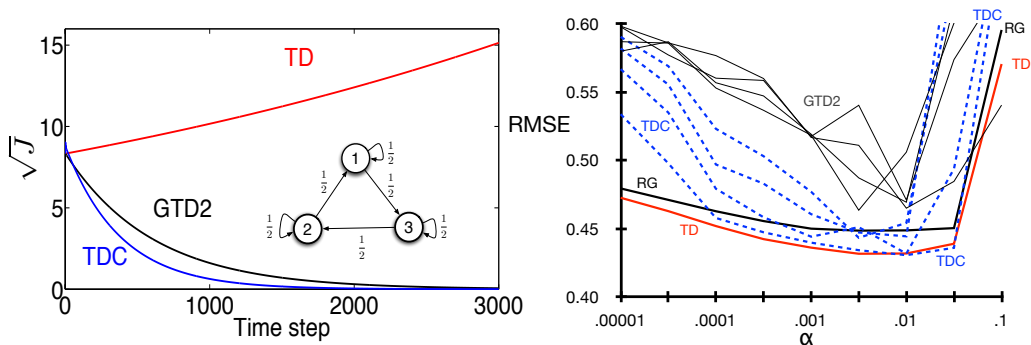 15
10
5
0
√J
TD
GTD2
TDC
1
2
3
1/2
1/2
1/2
1/2
1/2
1/2
0
1000
2000
3000
Time step
RMSE
0.60
0.55
0.50
0.45
0.40
TDC
RG
TD
GTD2
TDC
RG
TD
TDC
.00001
.0001
.001
.01
.1
α